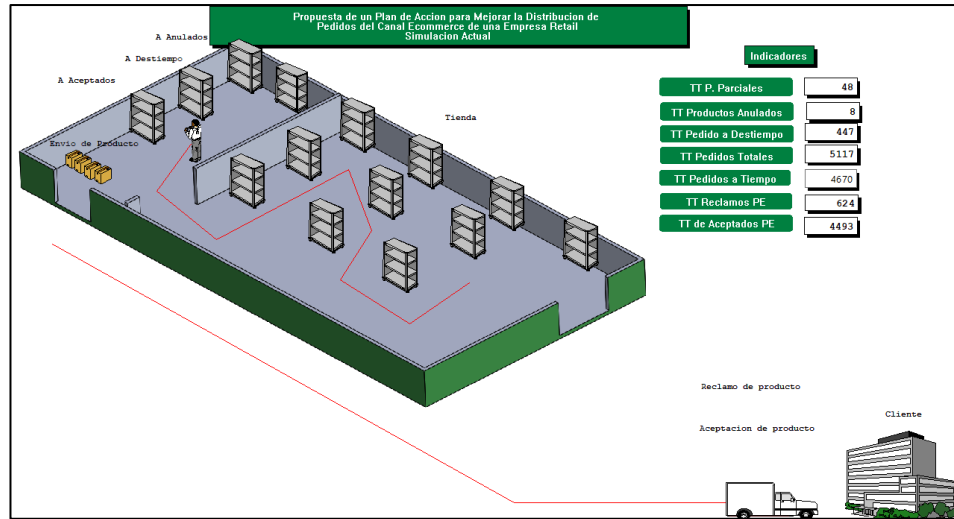 Propuesta de un Plan de Accion para Mejorar la Distribucion de
Pedidos del Canal Ecommerce de una Empresa Retail
Simulacion Actual
A Anulados
A Destiempo
A Aceptados
Envio de Producto
Tienda
Indicadores
TT P. Parciales 48
TT Productos Anulados 8
TT Pedido a Destiempo 447
TT Pedidos Totales 5117
TT Pedidos a Tiempo 4670
TT Reclamos PE 624
TT de Aceptados PE 4493
Reclamo de producto
Aceptacion de producto
Cliente